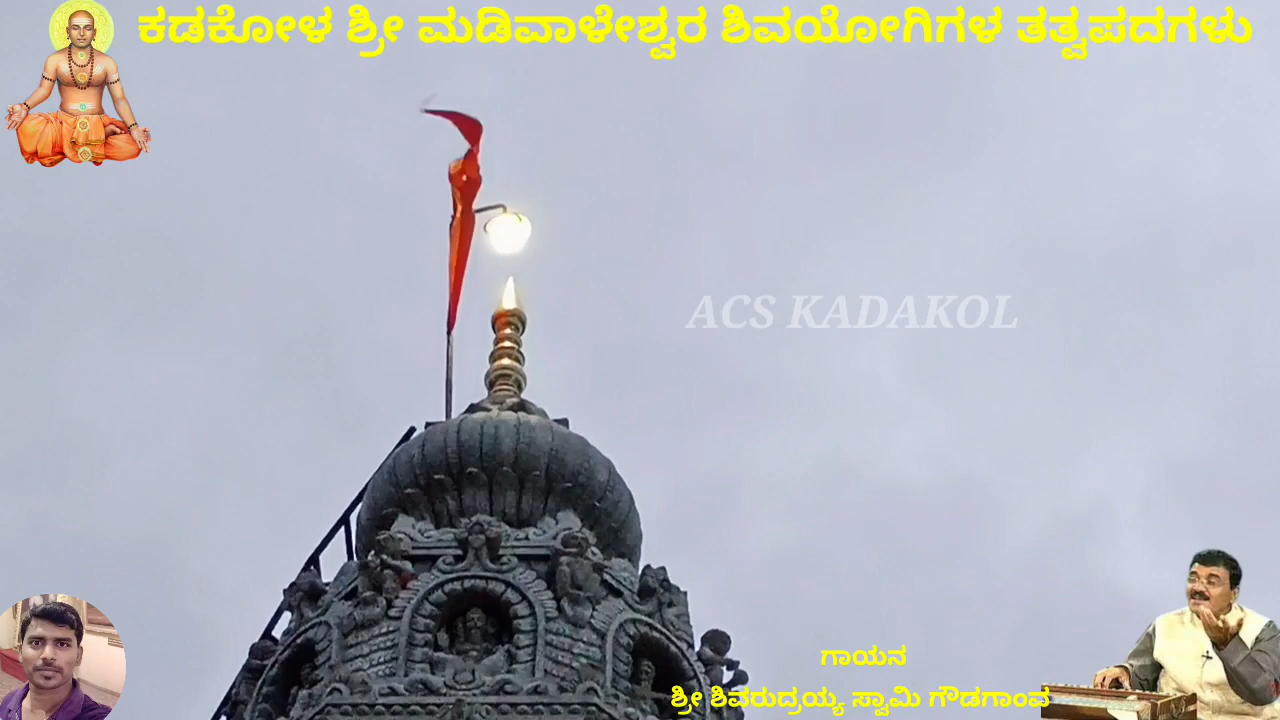 ಕಡಕೋಳ ಶ್ರೀ ಮಡಿವಾಳೇಶ್ವರ ಶಿವಯೋಗಿಗಳ ತತ್ವಪದಗಳು
ACS KADAKOL
ಗಾಯನ
ಶ್ರೀ ಶಿವರುದ್ರಯ್ಯ ಸ್ವಾಮಿ ಗೌಡಗಾಂವ